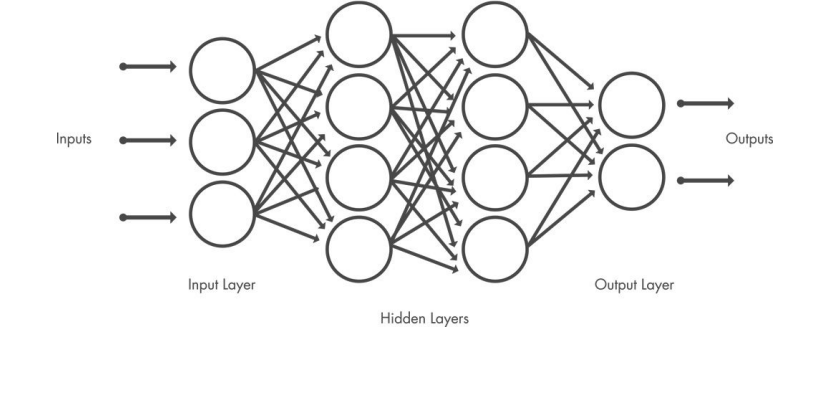 Inputs
Outputs
Input Layer
Output Layer
Hidden Layers